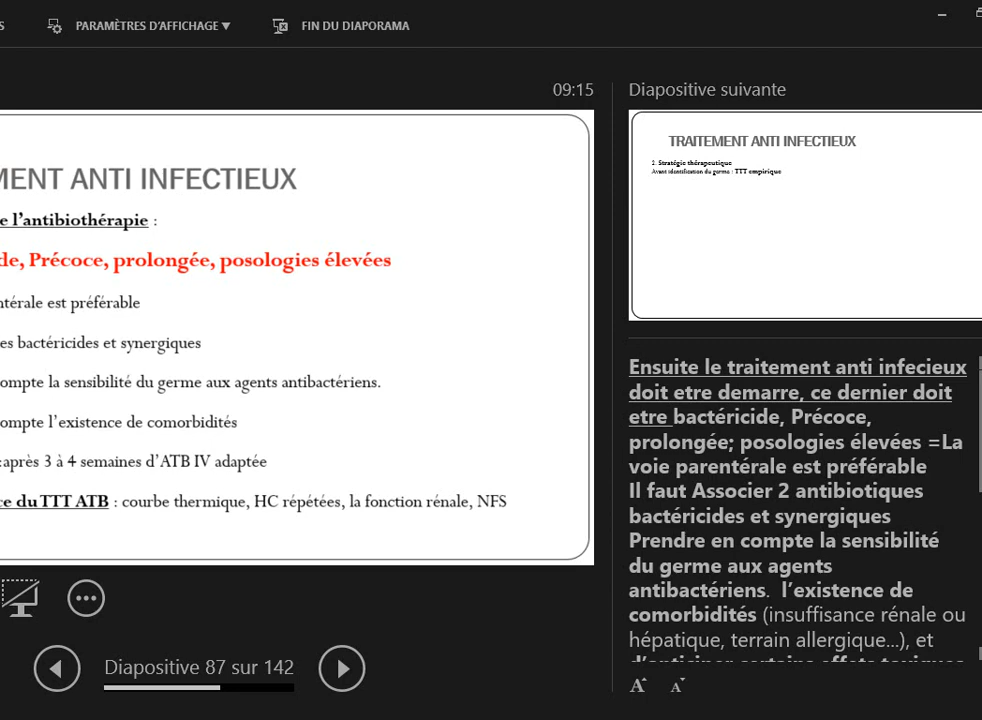 S
PARAMÈTRES D'AFFICHAGE ▼
FIN DU DIAPORAMA
09:15
MENT ANTI INFECTIEUX
e l'antibiothérapie :
de, Précoce, prolongée, posologies élevées
ntérale est préférable
es bactéricides et synergiques
ompte la sensibilité du germe aux agents antibactériens.
ompte l'existence de comorbidités
:après 3 à 4 semaines d'ATB IV adaptée
re du TTT ATB : courbe thermique, HC répétées, la fonction rénale, NFS
Diapositive 87 sur 142
Diapositive suivante
TRAITEMENT ANTI INFECTIEUX
2. Stratégie thérapeutique
Avant identification du germe : TTT empirique
Ensuite le traitement anti infecieux
doit etre demarre, ce dernier doit
etre bactéricide, Précoce,
prolongée; posologies élevées =La
voie parentérale est préférable
Il faut Associer 2 antibiotiques
bactéricides et synergiques
Prendre en compte la sensibilité
du germe aux agents
antibactériens. l'existence de
comorbidités (insuffisance rénale ou
hépatique, terrain allergique...), et
d'anticiper certains effets toxiques
A A